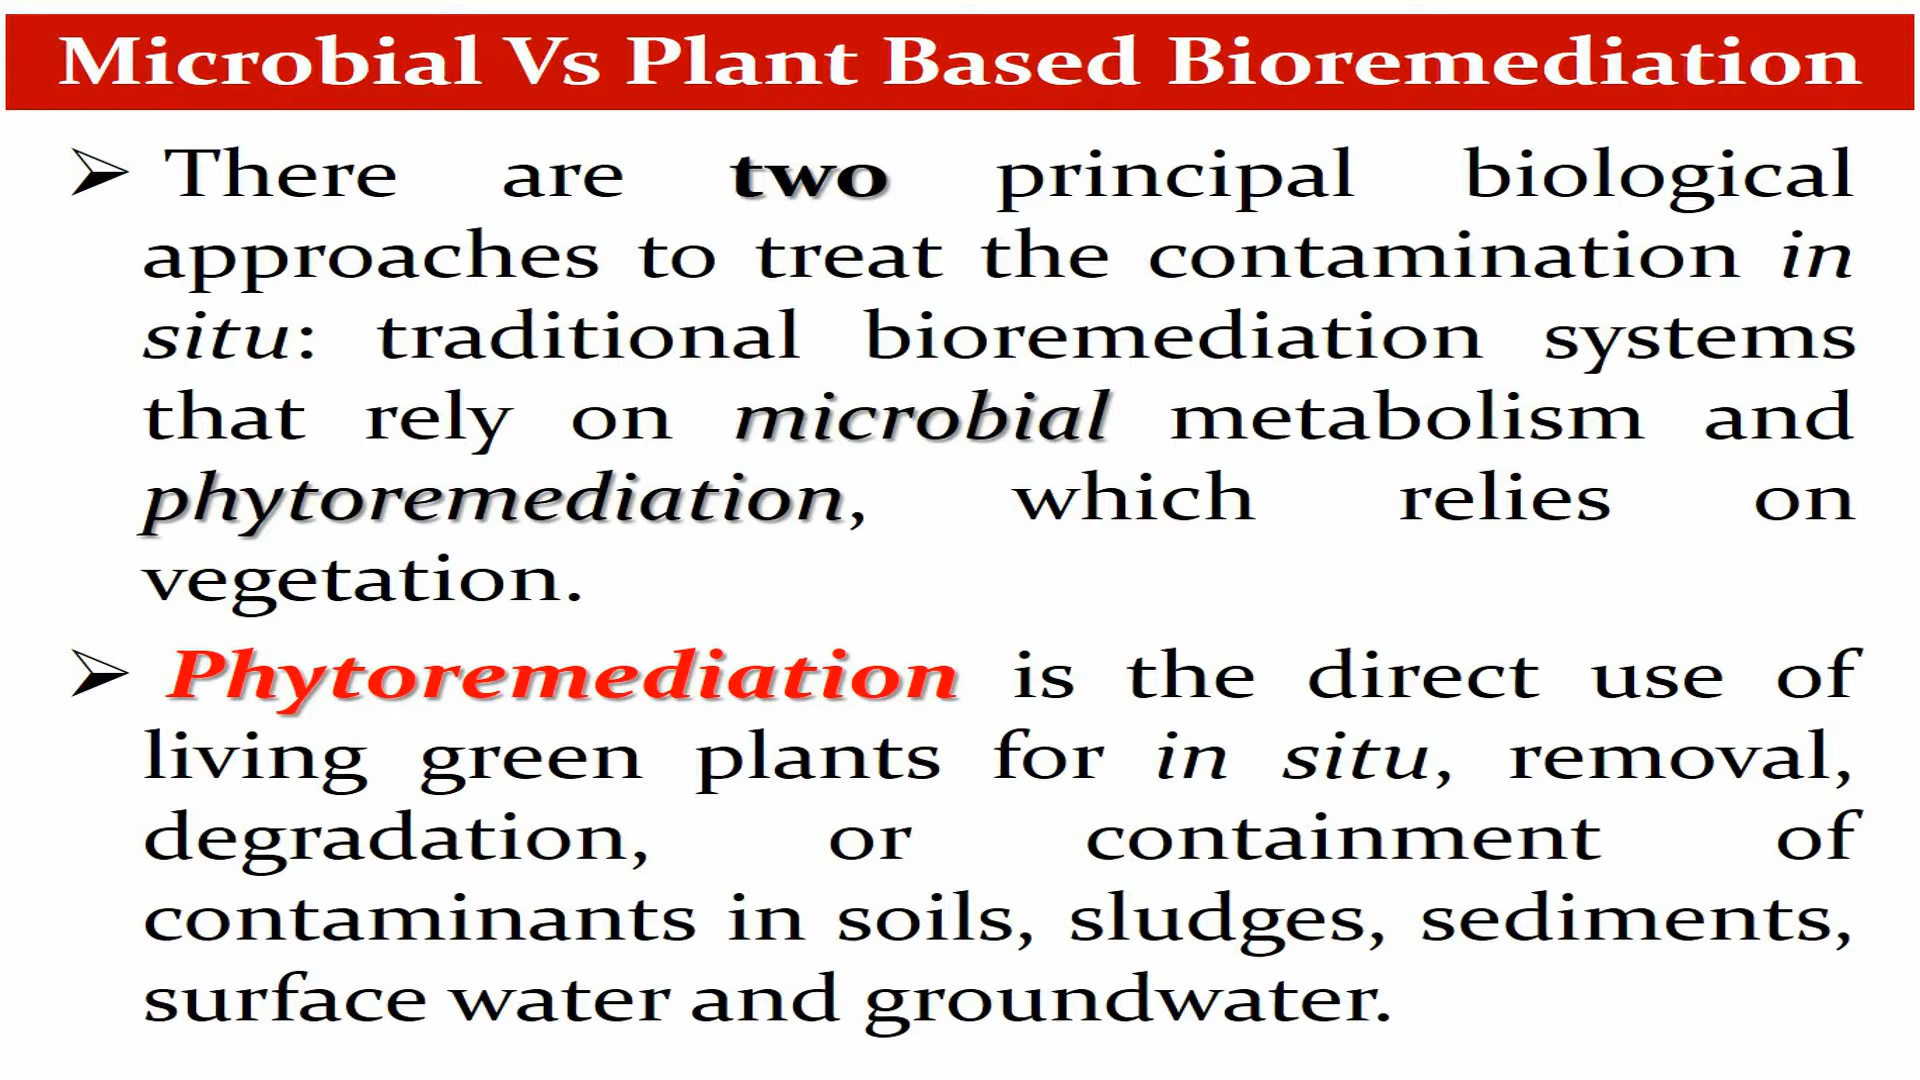 Microbial Vs Plant Based Bioremediation
➢ There are two principal biological
approaches to treat the contamination in
situ: traditional bioremediation systems
that rely on microbial metabolism and
phytoremediation, which relies on
vegetation.
➢ Phytoremediation is the direct use of
living green plants for in situ, removal,
degradation, or containment of
contaminants in soils, sludges, sediments,
surface water and groundwater.